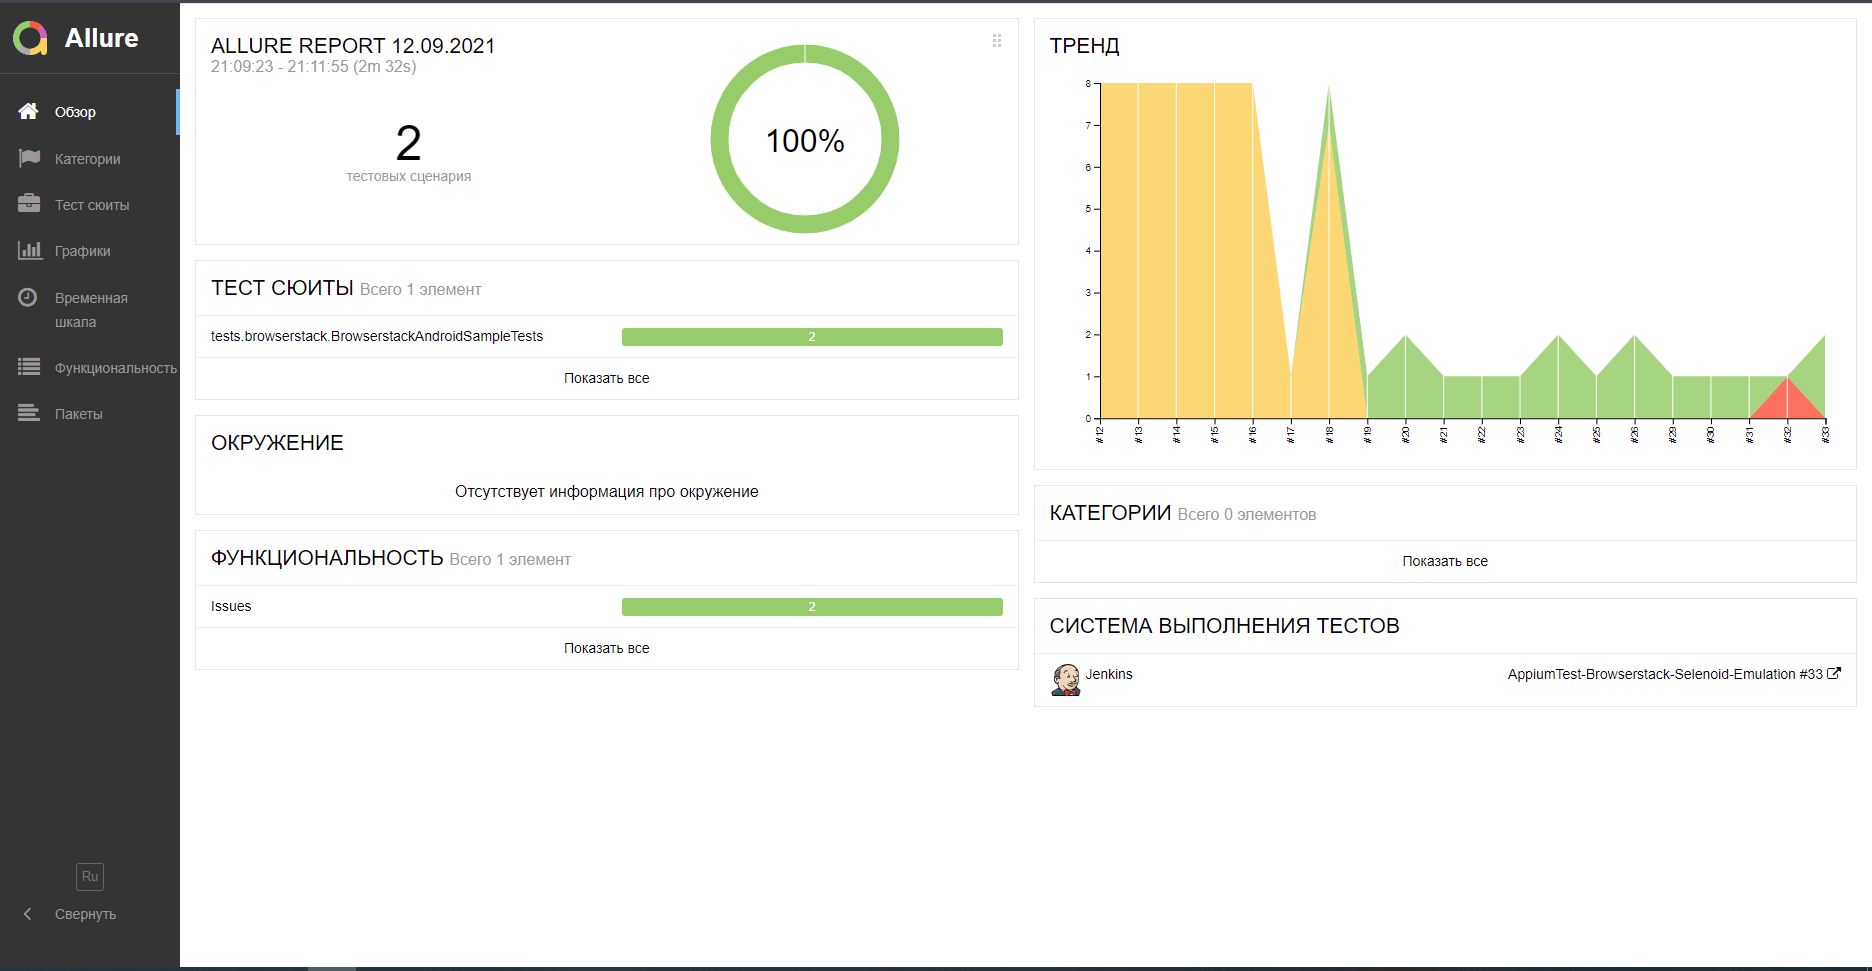 Allure
Обзор
Категории
Тест сюиты
Графики
Временная
шкала
Функциональность
Пакеты
Ru
Свернуть
ALLURE REPORT 12.09.2021
21:09:23 - 21:11:55 (2m 32s)
2
тестовых сценария
100%
ТЕСТ СЮИТЫ Всего 1 элемент
tests.browserstack.BrowserstackAndroidSampleTests 2
Показать все
ОКРУЖЕНИЕ
Отсутствует информация про окружение
ФУНКЦИОНАЛЬНОСТЬ Всего 1 элемент
Issues 2
Показать все
ТРЕНД
8
7
6
5
4
3
2
1
0
#12 #13 #14 #15 #16 #17 #18 #19 #20 #21 #22 #23 #24 #25 #26 #29 #30 #31 #32 #33
КАТЕГОРИИ Всего 0 элементов
Показать все
СИСТЕМА ВЫПОЛНЕНИЯ ТЕСТОВ
Jenkins AppiumTest-Browserstack-Selenoid-Emulation #33